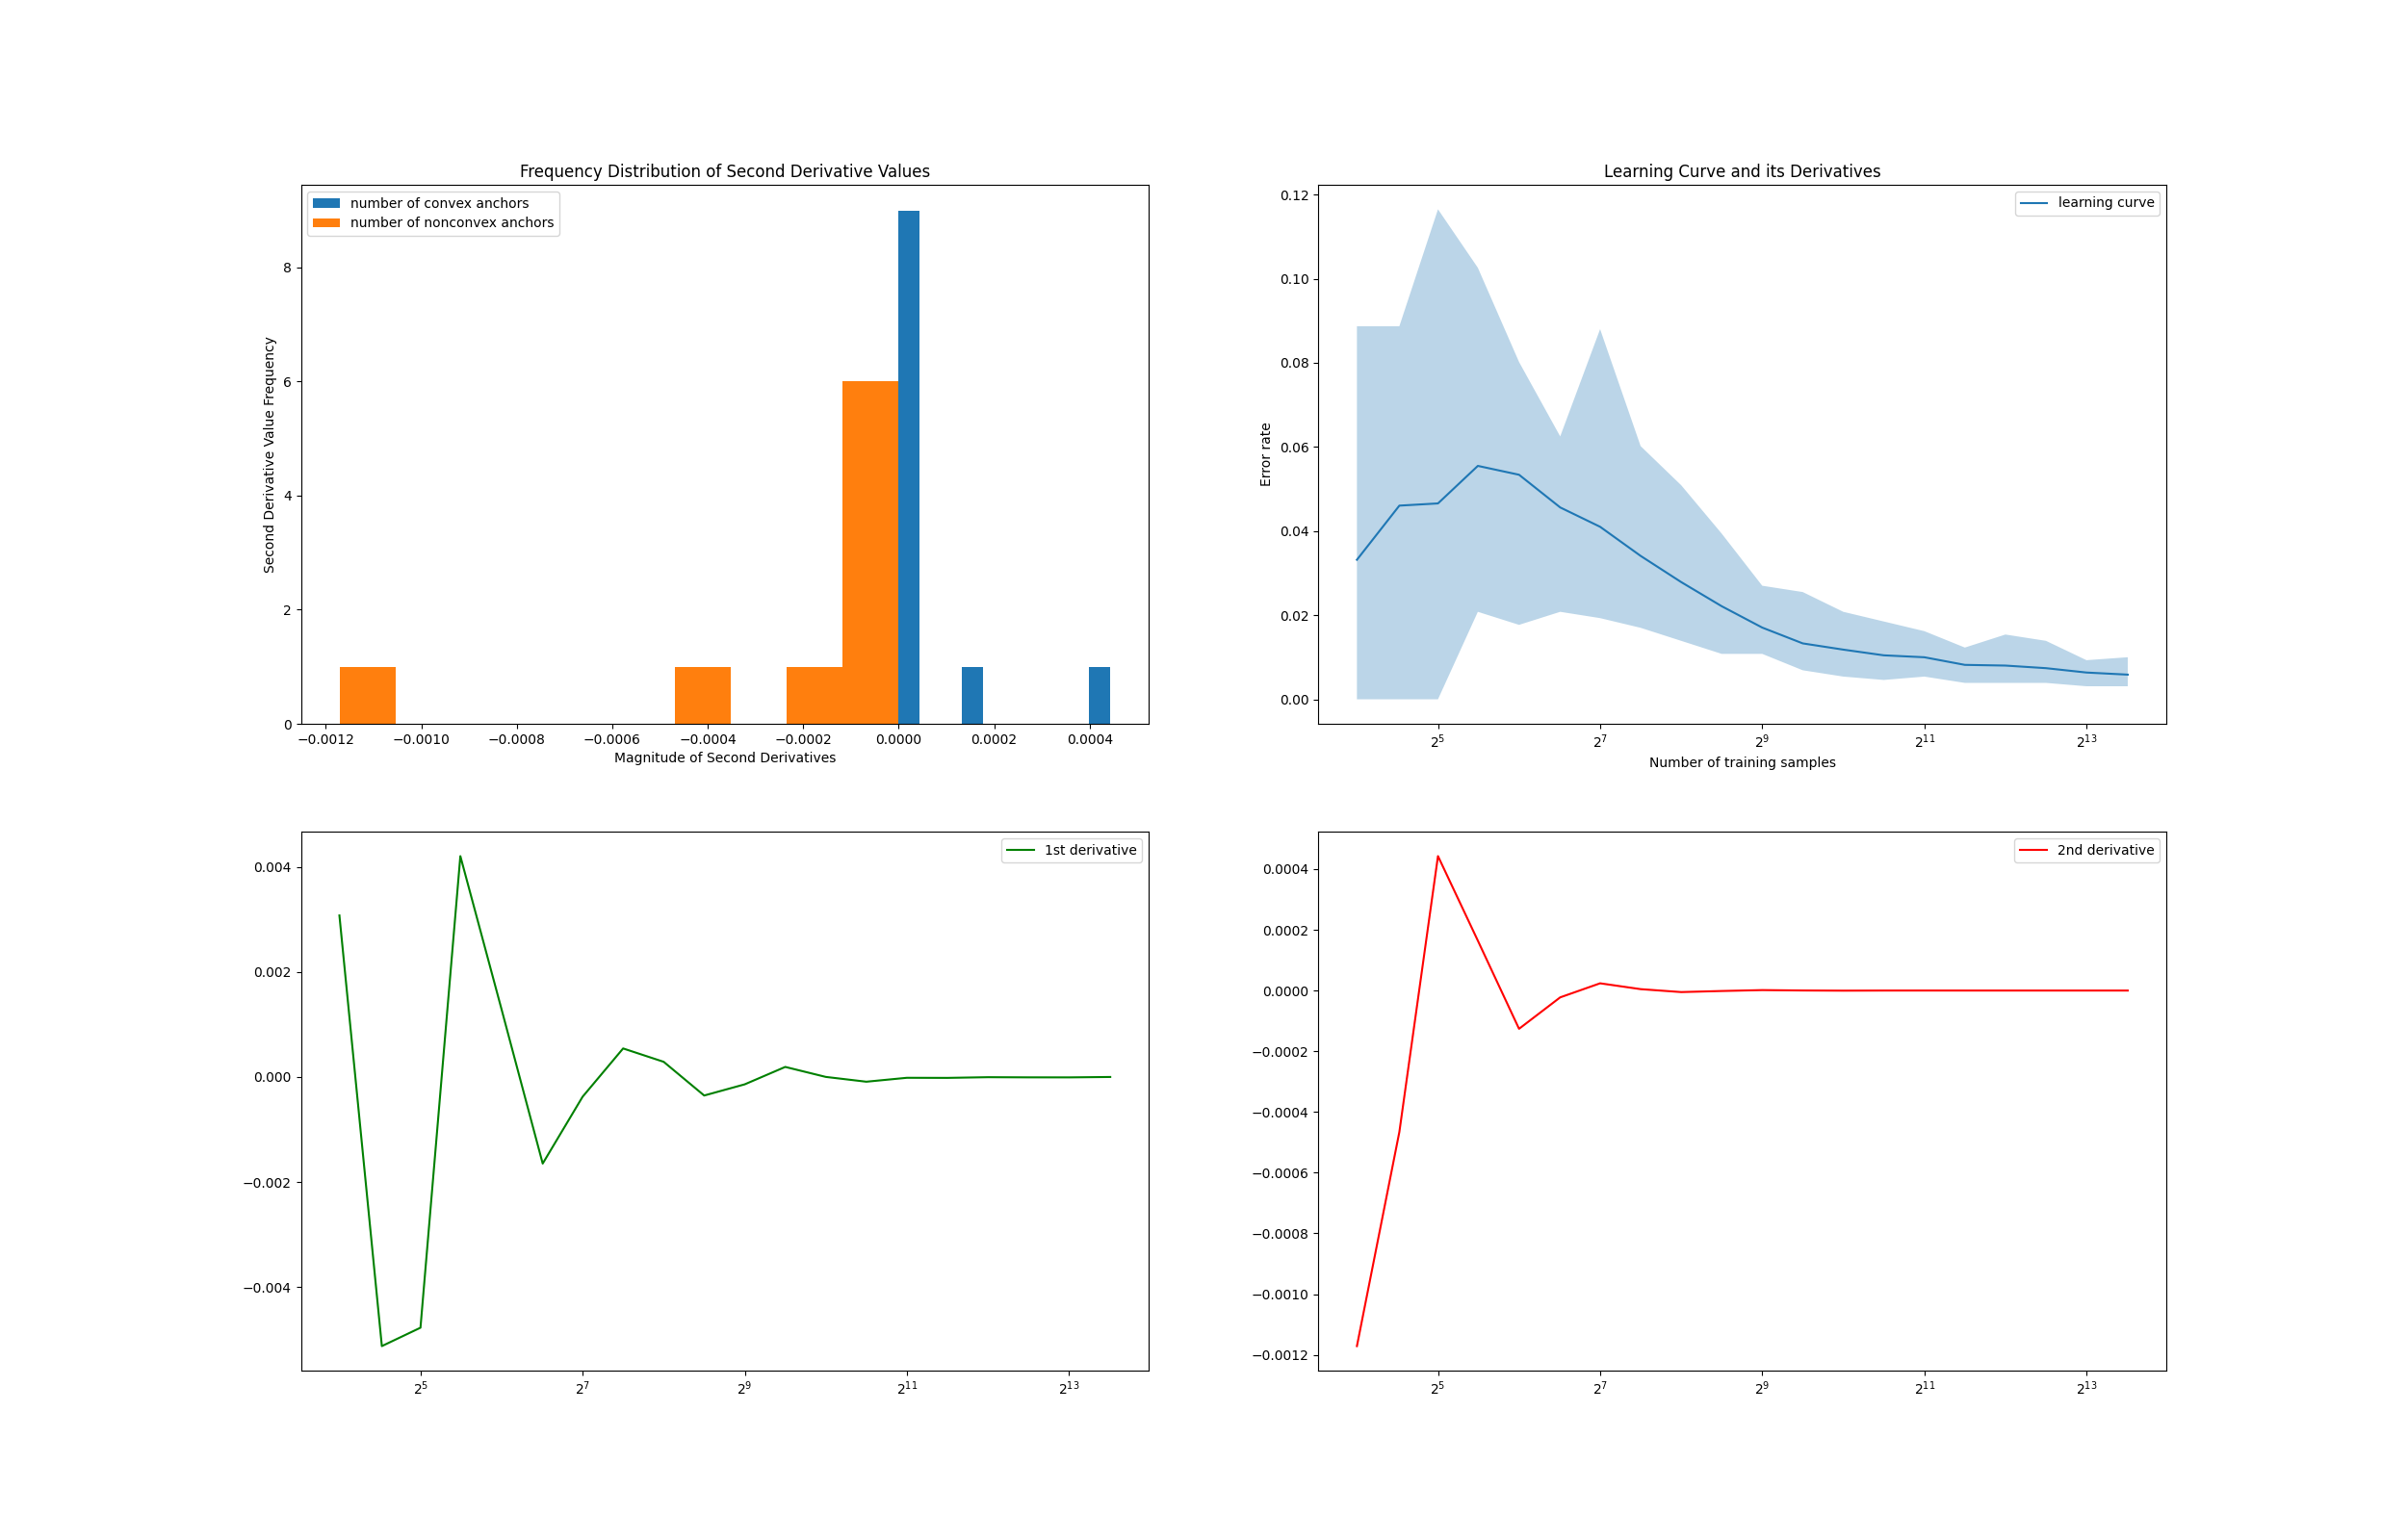 Frequency Distribution of Second Derivative Values
number of convex anchors
number of nonconvex anchors
Second Derivative Value Frequency
8
6
4
2
0
−0.0012 −0.0010 −0.0008 −0.0006 −0.0004 −0.0002 0.0000 0.0002 0.0004
Magnitude of Second Derivatives
Learning Curve and its Derivatives
learning curve
Error rate
0.12
0.10
0.08
0.06
0.04
0.02
0.00
2^5 2^7 2^9 2^11 2^13
Number of training samples
1st derivative
0.004
0.002
0.000
−0.002
−0.004
2^5 2^7 2^9 2^11 2^13
2nd derivative
0.0004
0.0002
0.0000
−0.0002
−0.0004
−0.0006
−0.0008
−0.0010
−0.0012
2^5 2^7 2^9 2^11 2^13